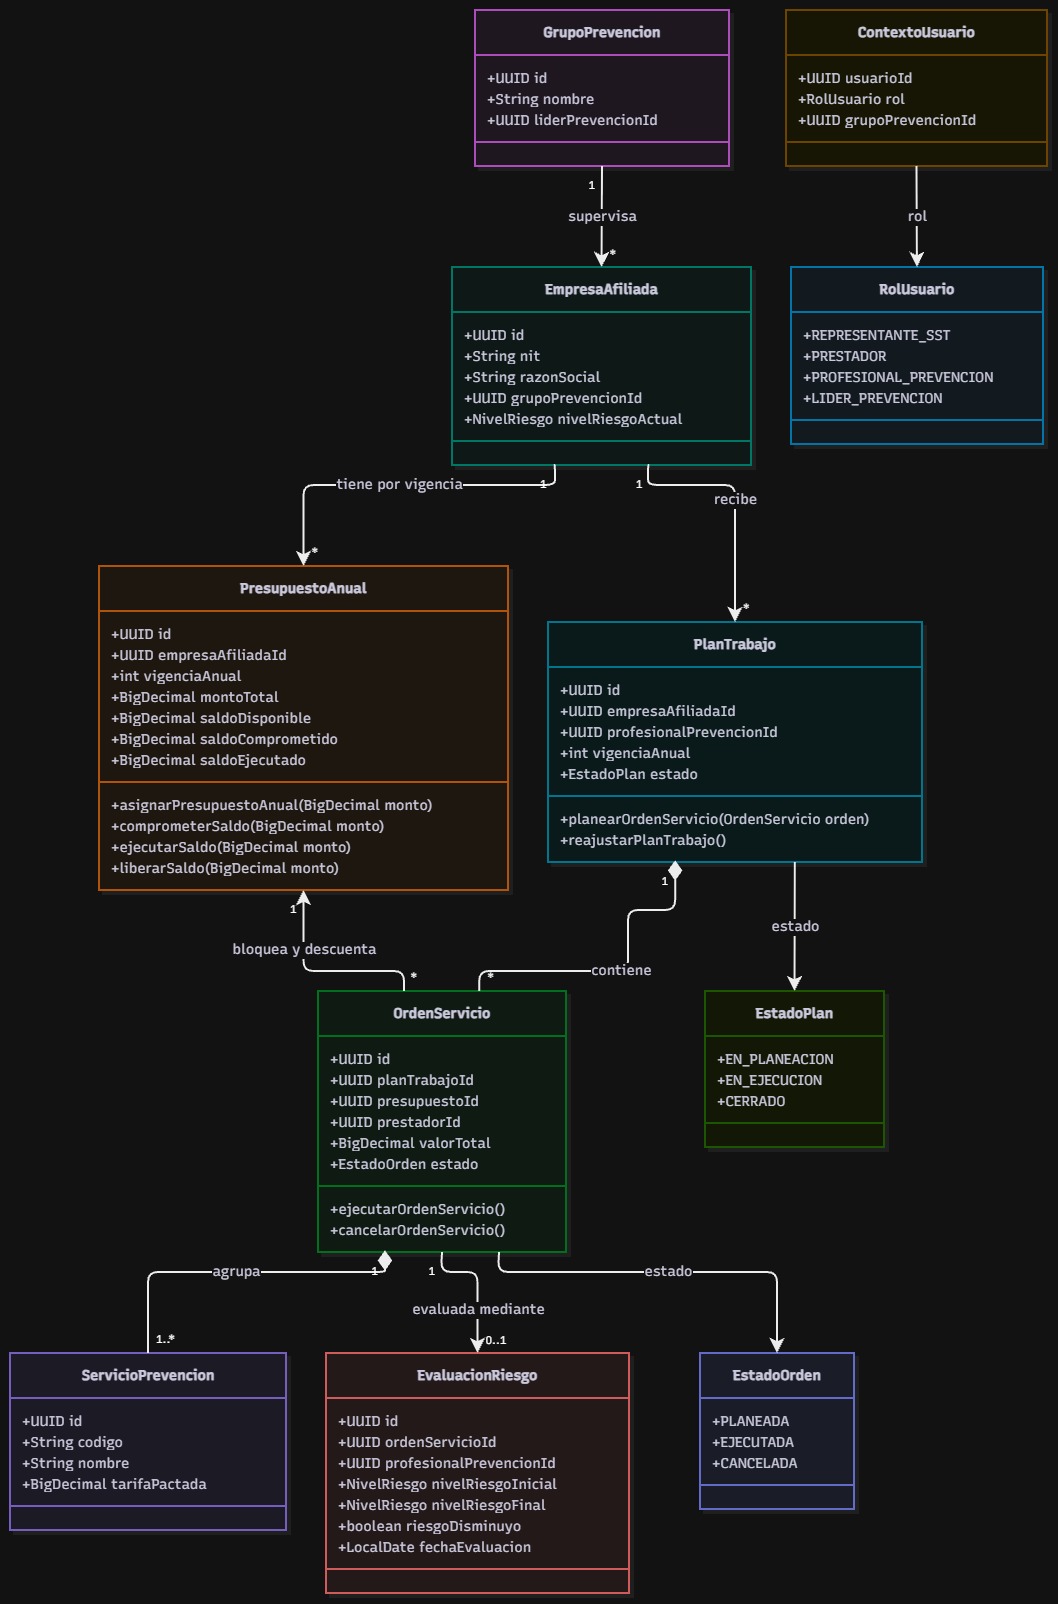 GrupoPrevencion
+UUID id
+String nombre
+UUID liderPrevencionId
ContextoUsuario
+UUID usuarioId
+RolUsuario rol
+UUID grupoPrevencionId
1
supervisa
*
rol
EmpresaAfiliada
+UUID id
+String nit
+String razonSocial
+UUID grupoPrevencionId
+NivelRiesgo nivelRiesgoActual
RolUsuario
+REPRESENTANTE_SST
+PRESTADOR
+PROFESIONAL_PREVENCION
+LIDER_PREVENCION
tiene por vigencia
1
*
1
recibe
*
PresupuestoAnual
+UUID id
+UUID empresaAfiliadaId
+int vigenciaAnual
+BigDecimal montoTotal
+BigDecimal saldoDisponible
+BigDecimal saldoComprometido
+BigDecimal saldoEjecutado
+asignarPresupuestoAnual(BigDecimal monto)
+comprometerSaldo(BigDecimal monto)
+ejecutarSaldo(BigDecimal monto)
+liberarSaldo(BigDecimal monto)
PlanTrabajo
+UUID id
+UUID empresaAfiliadaId
+UUID profesionalPrevencionId
+int vigenciaAnual
+EstadoPlan estado
+planearOrdenServicio(OrdenServicio orden)
+reajustarPlanTrabajo()
1
bloquea y descuenta
*
1
contiene
*
estado
OrdenServicio
+UUID id
+UUID planTrabajoId
+UUID presupuestoId
+UUID prestadorId
+BigDecimal valorTotal
+EstadoOrden estado
+ejecutarOrdenServicio()
+cancelarOrdenServicio()
EstadoPlan
+EN_PLANEACION
+EN_EJECUCION
+CERRADO
agrupa
1
1..*
1
evaluada mediante
0..1
estado
ServicioPrevencion
+UUID id
+String codigo
+String nombre
+BigDecimal tarifaPactada
EvaluacionRiesgo
+UUID id
+UUID ordenServicioId
+UUID profesionalPrevencionId
+NivelRiesgo nivelRiesgoInicial
+NivelRiesgo nivelRiesgoFinal
+boolean riesgoDisminuyo
+LocalDate fechaEvaluacion
EstadoOrden
+PLANEADA
+EJECUTADA
+CANCELADA